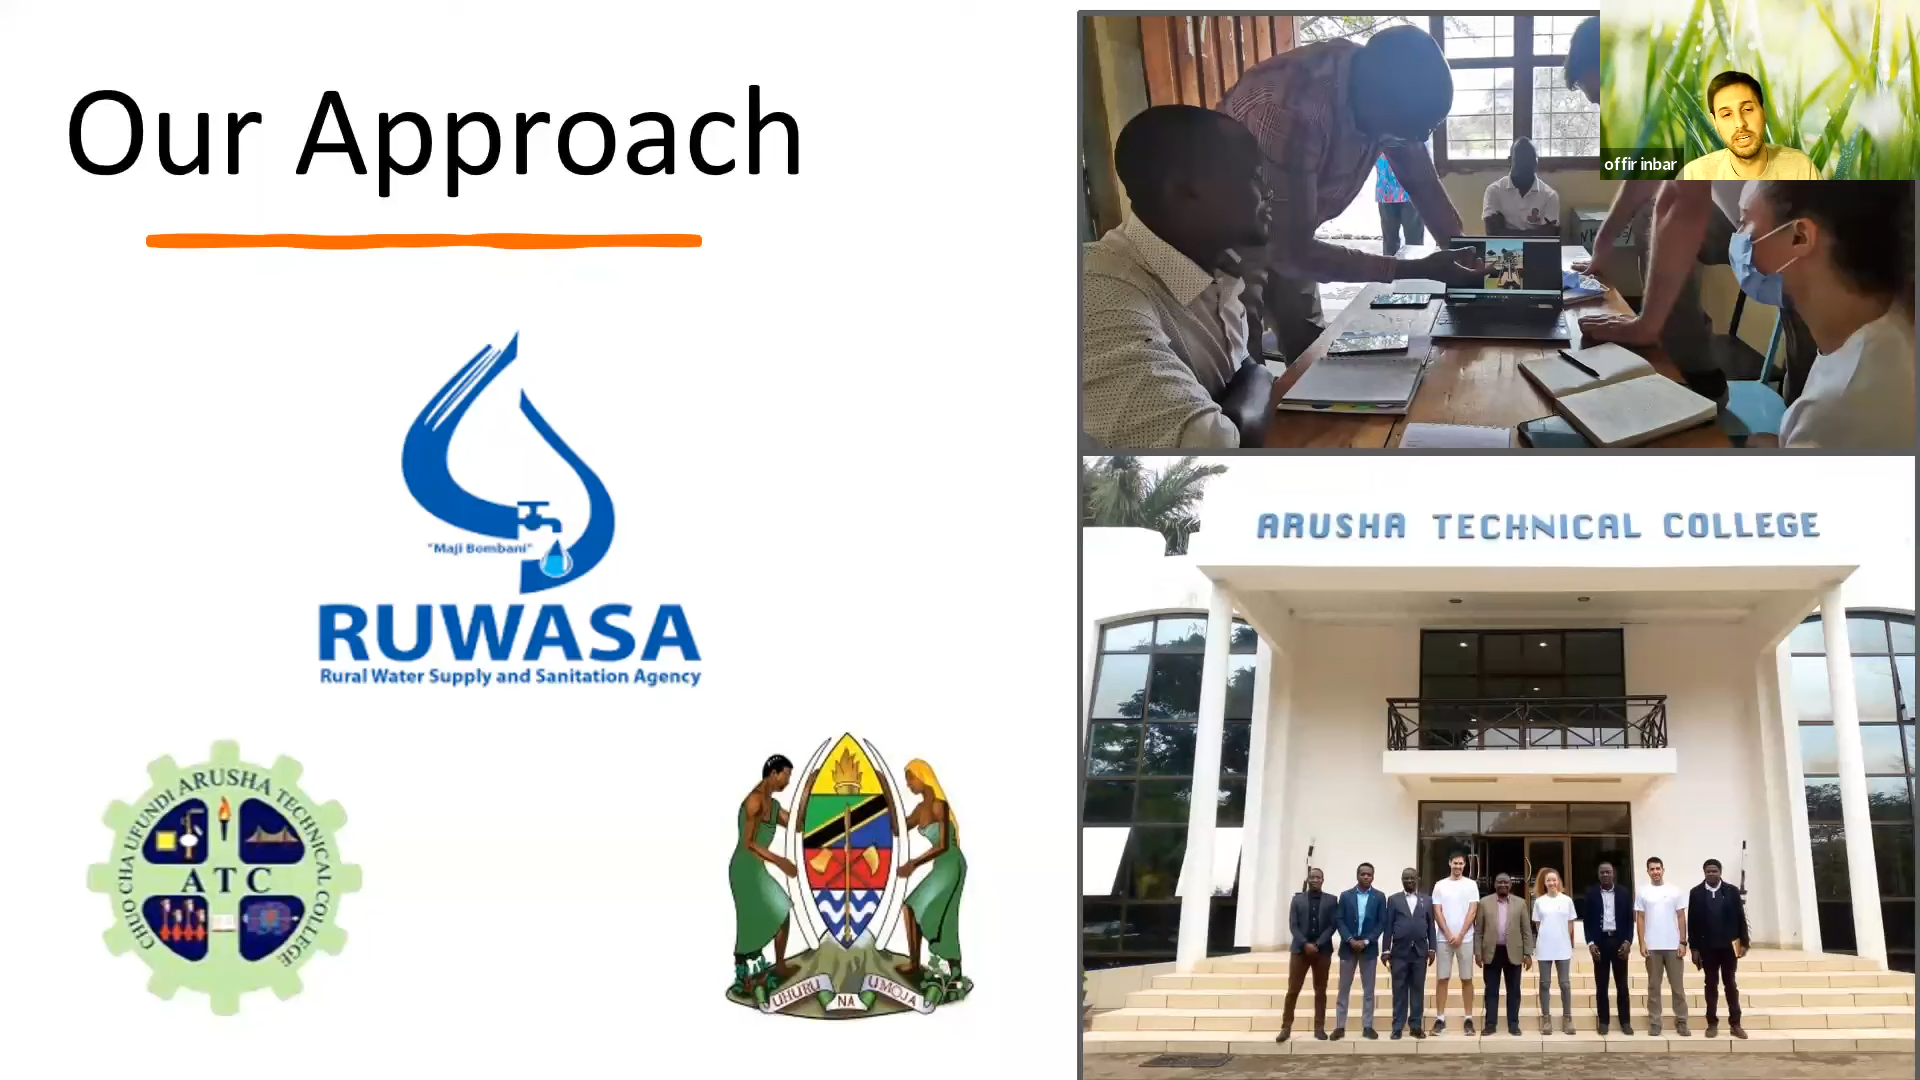 Our Approach
offir inbar
"Maji Bombani"
RUWASA
Rural Water Supply and Sanitation Agency
CHUO CHA UFUNDI ARUSHA TECHNICAL COLLEGE
ATC
UHURU NA UMOJA
ARUSHA TECHNICAL COLLEGE